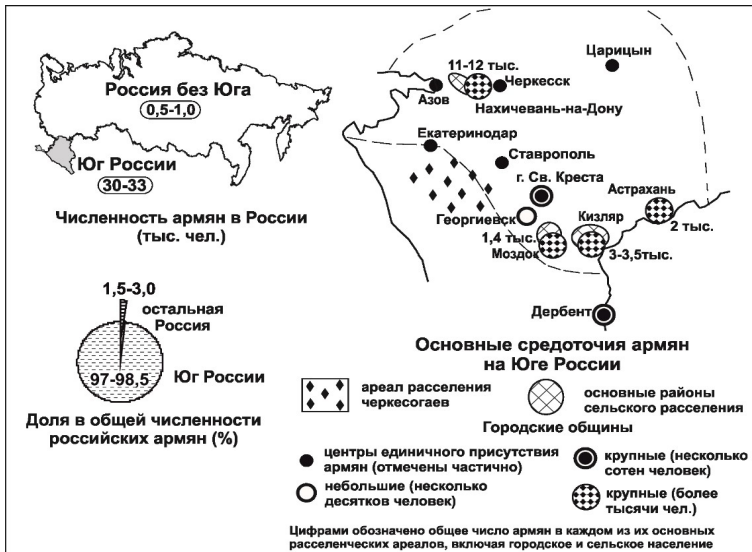 Россия без Юга
0,5-1,0
Юг России
30-33
Численность армян в России
(тыс. чел.)
1,5-3,0
остальная
Россия
97-98,5
Юг России
Доля в общей численности
российских армян (%)
11-12 тыс.
Царицын
Черкесск
Азов
Нахичевань-на-Дону
Екатеринодар
Ставрополь
г. Св. Креста
Астрахань
Георгиевск
Кизляр
2 тыс.
1,4 тыс.
Моздок
3-3,5тыс.
Дербент
Основные средоточия армян
на Юге России
ареал расселения
черкесогаев
основные районы
сельского расселения
Городские общины
центры единичного присутствия
армян (отмечены частично)
крупные (несколько
сотен человек)
небольшие (несколько
десятков человек)
крупные (более
тысячи чел.)
Цифрами обозначено общее число армян в каждом из их основных
расселенческих ареалов, включая городское и сельское население